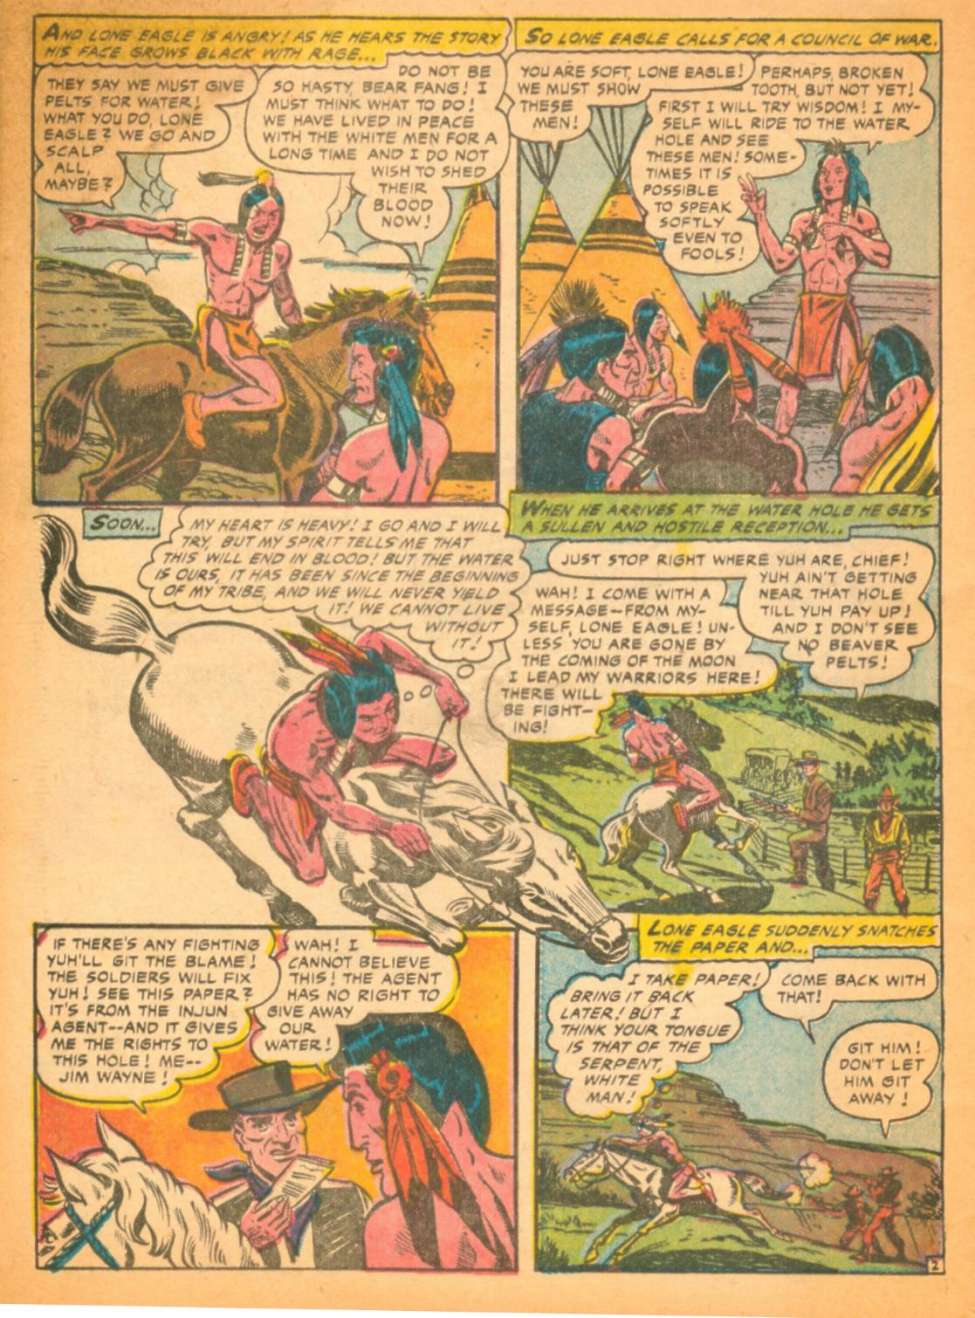 AND LONE EAGLE IS ANGRY! AS HE HEARS THE STORY
HIS FACE GROWS BLACK WITH RAGE...
THEY SAY WE MUST GIVE
PELTS FOR WATER!
WHAT YOU DO, LONE
EAGLE? WE GO AND
SCALP
ALL,
MAYBE?
DO NOT BE
SO HASTY, BEAR FANG! I
MUST THINK WHAT TO DO!
WE HAVE LIVED IN PEACE
WITH THE WHITE MEN FOR A
LONG TIME AND I DO NOT
WISH TO SHED
THEIR
BLOOD
NOW!
SO LONE EAGLE CALLS FOR A COUNCIL OF WAR.
YOU ARE SOFT, LONE EAGLE!
WE MUST SHOW
THESE
MEN!
PERHAPS, BROKEN
TOOTH, BUT NOT YET!
FIRST I WILL TRY WISDOM! I MY-
SELF WILL RIDE TO THE WATER
HOLE AND SEE
THESE MEN! SOME-
TIMES IT IS
POSSIBLE
TO SPEAK
SOFTLY
EVEN TO
FOOLS!
SOON...
MY HEART IS HEAVY! I GO AND I WILL
TRY, BUT MY SPIRIT TELLS ME THAT
THIS WILL END IN BLOOD! BUT THE WATER
IS OURS, IT HAS BEEN SINCE THE BEGINNING
OF MY TRIBE, AND WE WILL NEVER YIELD
IT! WE CANNOT LIVE
WITHOUT
IT!
WHEN HE ARRIVES AT THE WATER HOLE HE GETS
A SULLEN AND HOSTILE RECEPTION...
JUST STOP RIGHT WHERE YUH ARE, CHIEF!
YUH AIN'T GETTING
NEAR THAT HOLE
TILL YUH PAY UP!
AND I DON'T SEE
NO BEAVER
PELTS!
WAH! I COME WITH A
MESSAGE--FROM MY-
SELF, LONE EAGLE! UN-
LESS YOU ARE GONE BY
THE COMING OF THE MOON
I LEAD MY WARRIORS HERE!
THERE WILL
BE FIGHT-
ING!
IF THERE'S ANY FIGHTING
YUH'LL GIT THE BLAME!
THE SOLDIERS WILL FIX
YUH! SEE THIS PAPER?
IT'S FROM THE INJUN
AGENT--AND IT GIVES
ME THE RIGHTS TO
THIS HOLE! ME--
JIM WAYNE!
WAH! I
CANNOT BELIEVE
THIS! THE AGENT
HAS NO RIGHT TO
GIVE AWAY
OUR
WATER!
LONE EAGLE SUDDENLY SNATCHES
THE PAPER AND...
I TAKE PAPER!
BRING IT BACK
LATER! BUT I
THINK YOUR TONGUE
IS THAT OF THE
SERPENT,
WHITE
MAN!
COME BACK WITH
THAT!
GIT HIM!
DON'T LET
HIM GIT
AWAY!
2